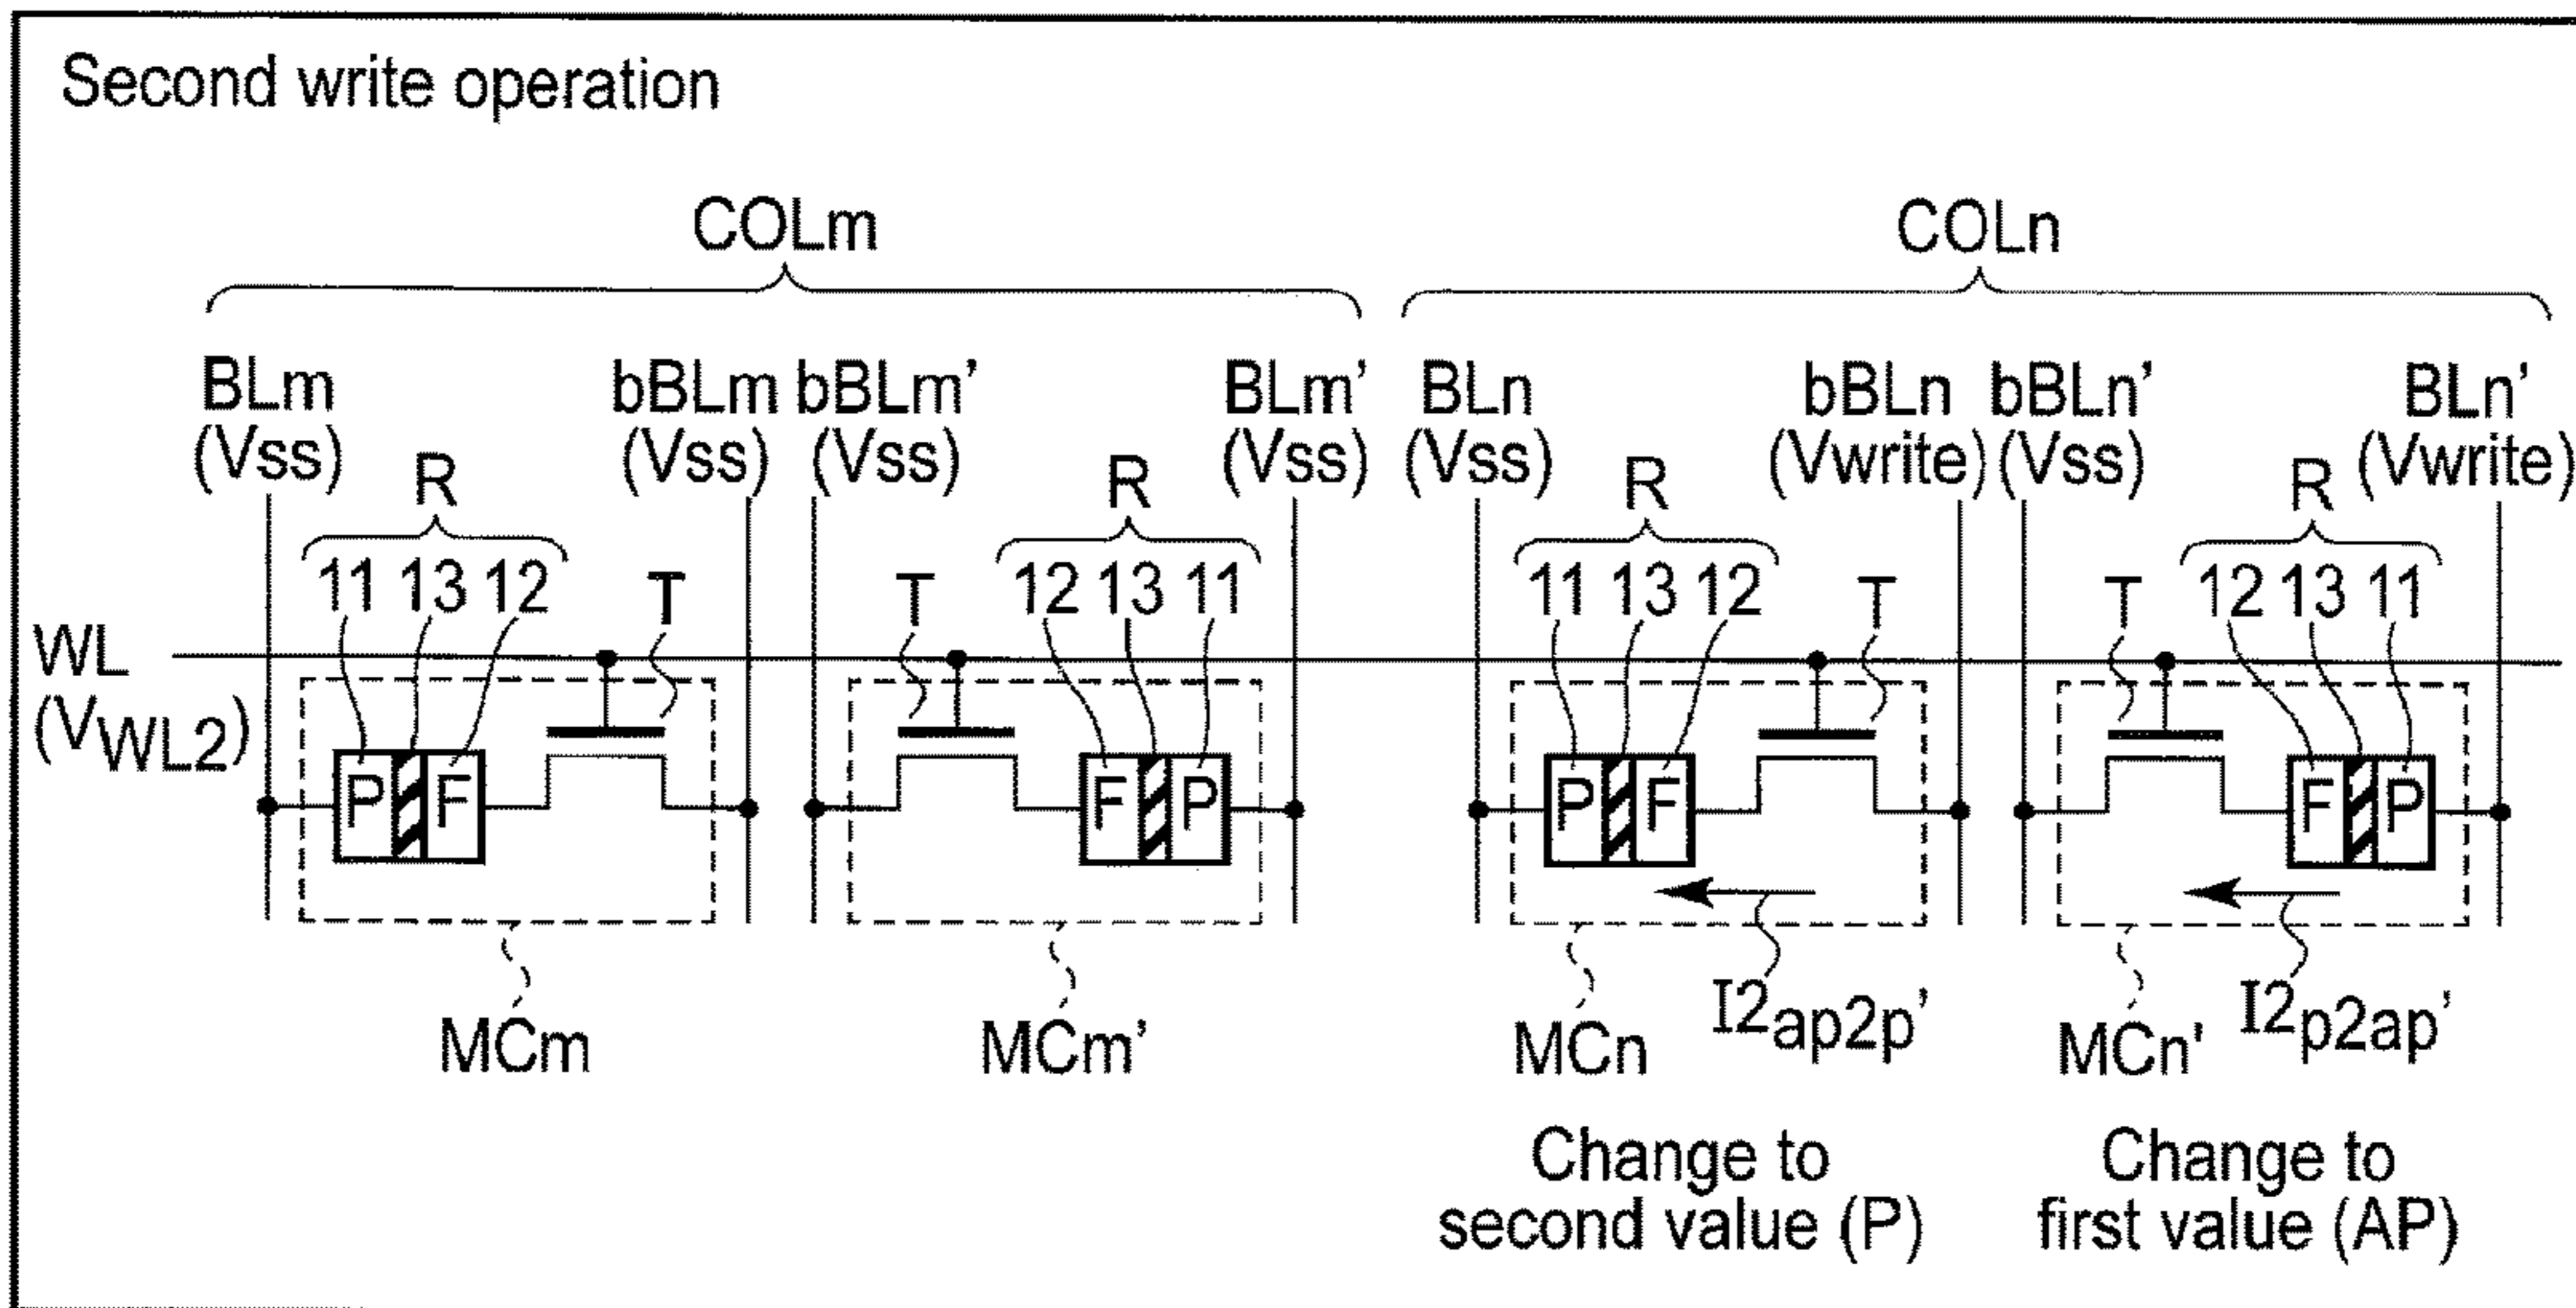 Second write operation
COLm COLn
BLm bBLm bBLm’ BLm’ BLn bBLn bBLn’ BLn’
(Vss) (Vss) (Vss) (Vss) (Vss) (Vwrite) (Vss) (Vwrite)
R R R R
11 13 12 T T 12 13 11 11 13 12 T T 12 13 11
WL
(VWL2)
P F F P P F F P
MCm MCm’ MCn I2ap2p’ MCn' I2p2ap’
Change to Change to
second value (P) first value (AP)